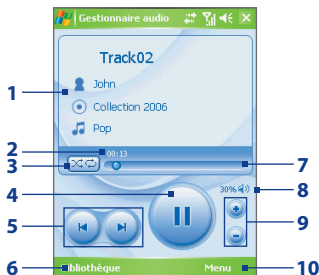 Gestionnaire audio
Track02
1
John
Collection 2006
Pop
2
00:13
3
7
4
30%
8
5
9
6
bliothèque
Menu
10